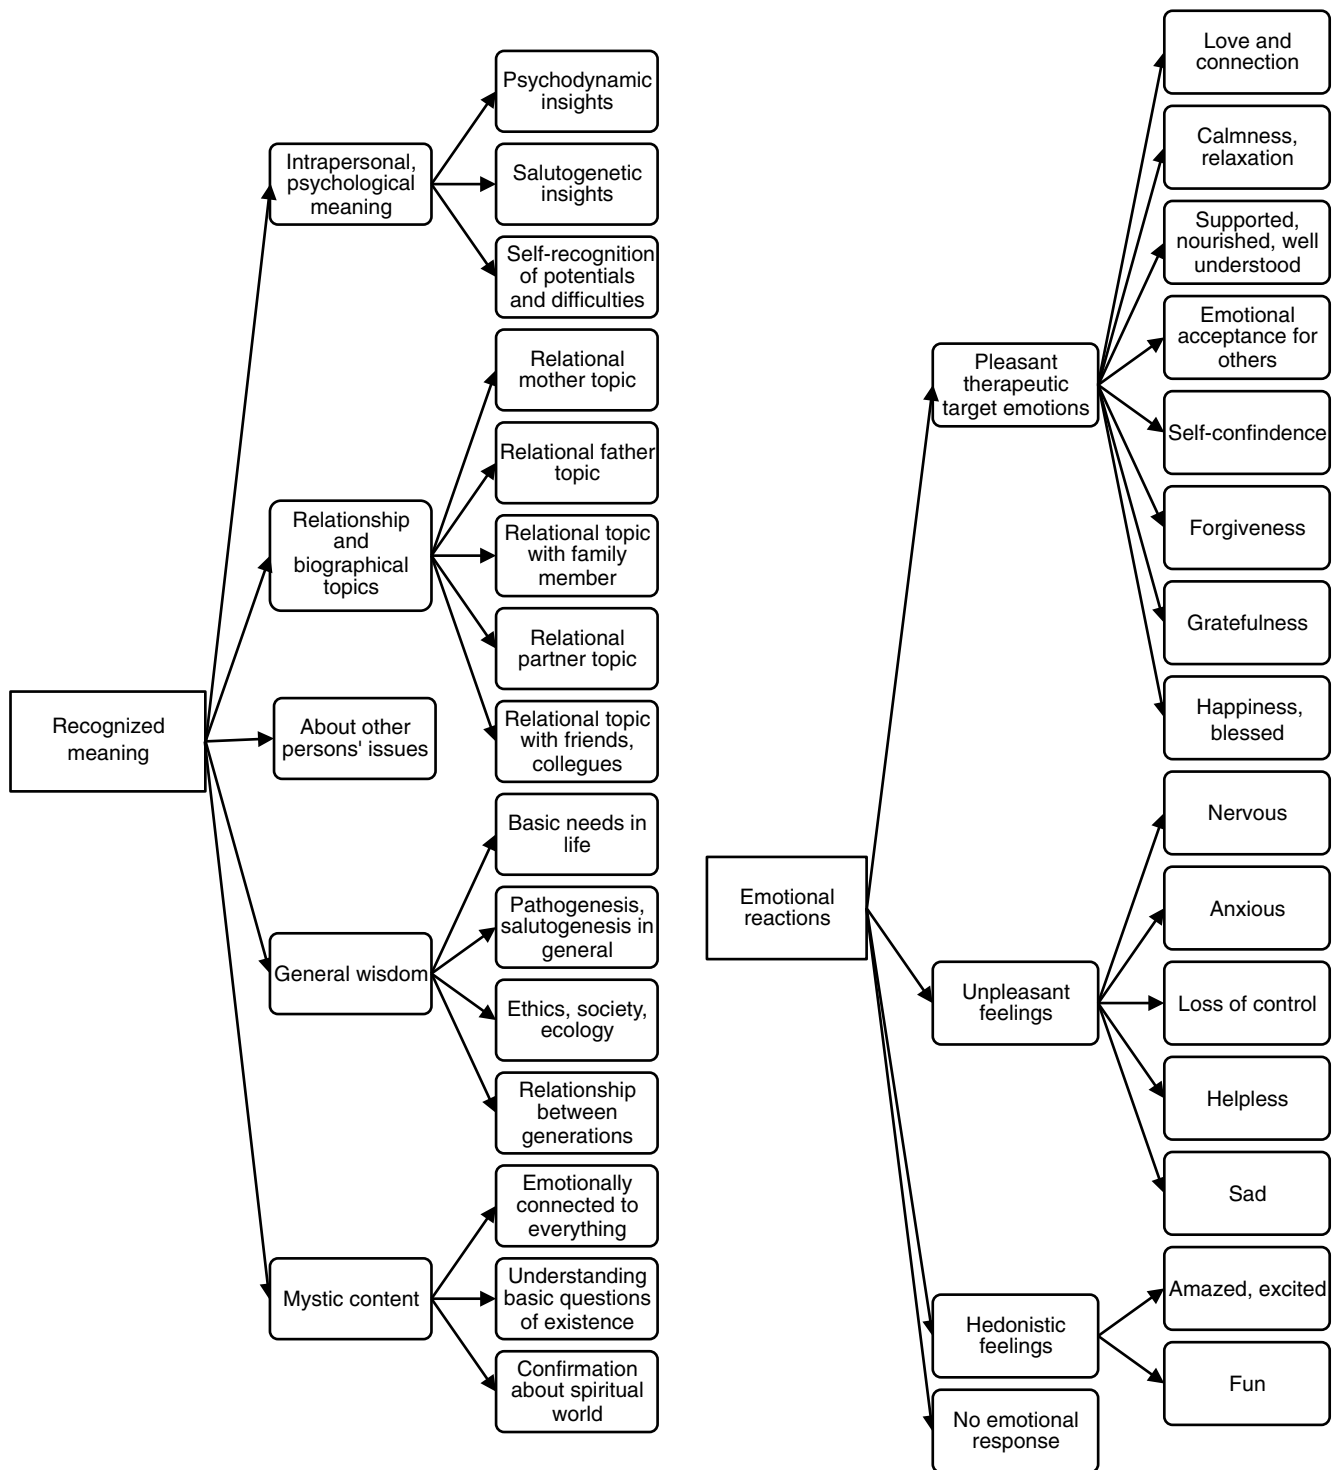 Recognized
meaning
Intrapersonal,
psychological
meaning
Psychodynamic
insights
Salutogenetic
insights
Self-recognition
of potentials
and difficulties
Relationship
and
biographical
topics
Relational
mother topic
Relational father
topic
Relational topic
with family
member
Relational
partner topic
Relational topic
with friends,
collegues
About other
persons' issues
General wisdom
Basic needs in
life
Pathogenesis,
salutogenesis in
general
Ethics, society,
ecology
Relationship
between
generations
Mystic content
Emotionally
connected to
everything
Understanding
basic questions
of existence
Confirmation
about spiritual
world
Emotional
reactions
Pleasant
therapeutic
target emotions
Love and
connection
Calmness,
relaxation
Supported,
nourished, well
understood
Emotional
acceptance for
others
Self-confindence
Forgiveness
Gratefulness
Happiness,
blessed
Unpleasant
feelings
Nervous
Anxious
Loss of control
Helpless
Sad
Hedonistic
feelings
Amazed, excited
Fun
No emotional
response